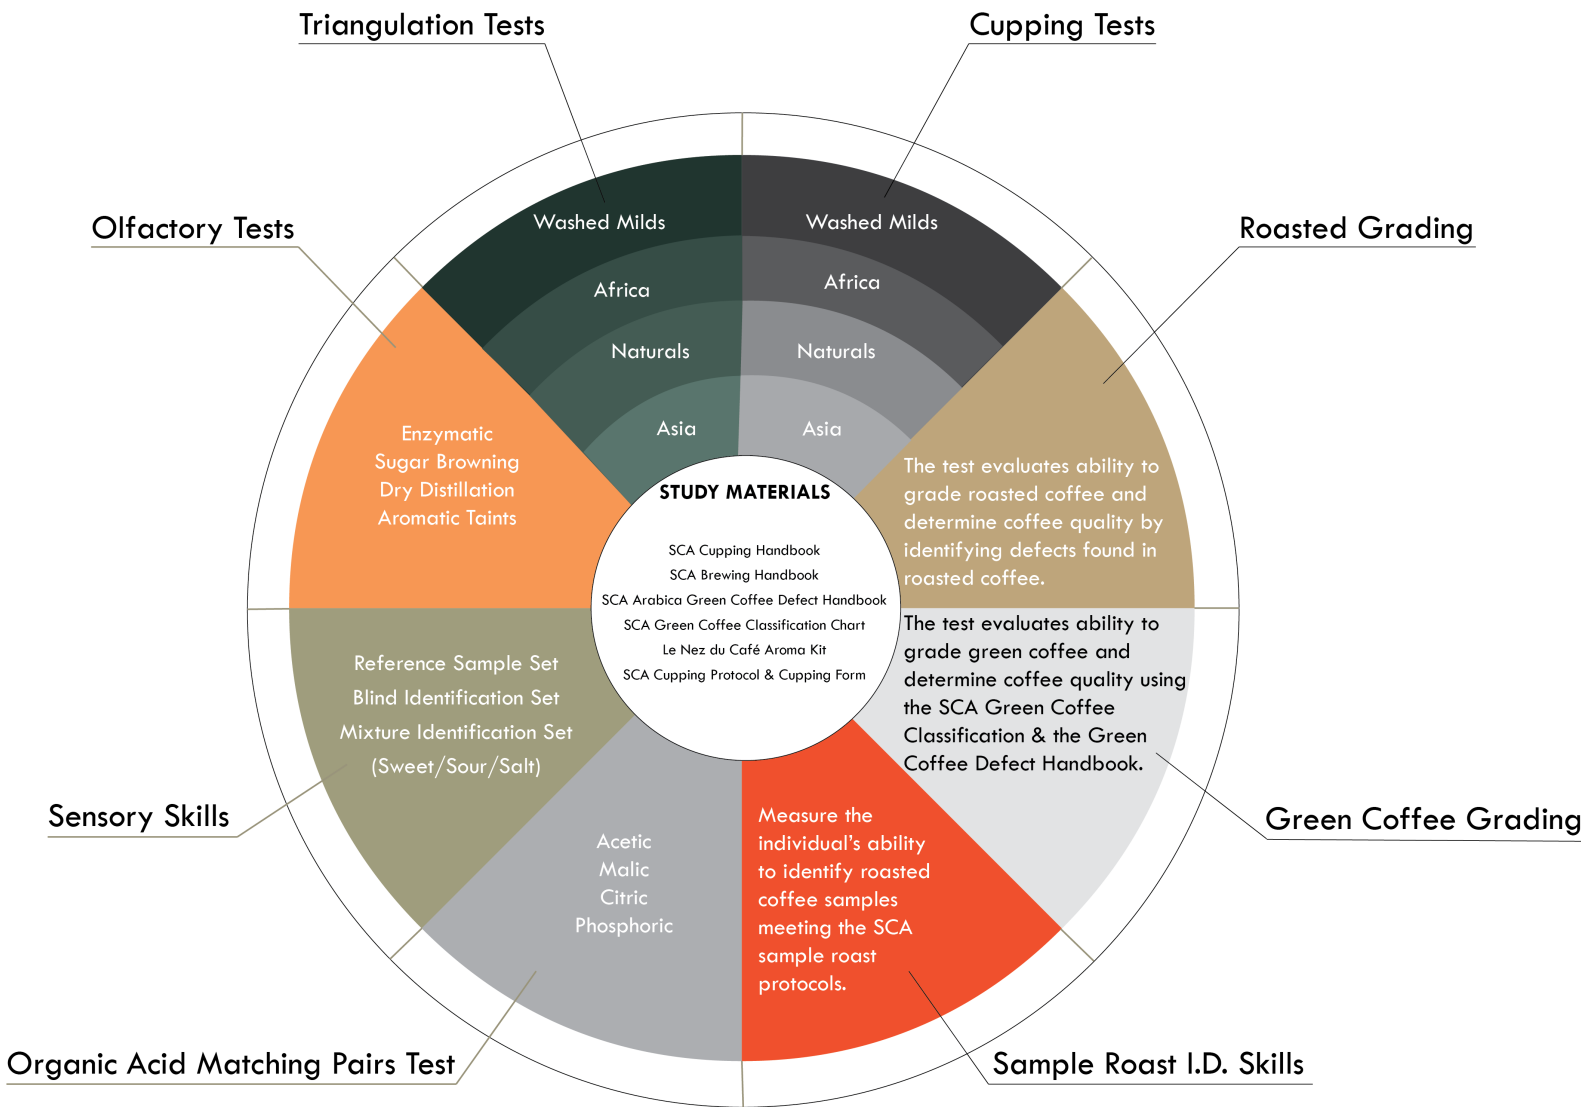 Triangulation Tests
Cupping Tests
Olfactory Tests
Roasted Grading
Washed Milds
Africa
Naturals
Asia
Washed Milds
Africa
Naturals
Asia
Enzymatic
Sugar Browning
Dry Distillation
Aromatic Taints
The test evaluates ability to
grade roasted coffee and
determine coffee quality by
identifying defects found in
roasted coffee.
STUDY MATERIALS
SCA Cupping Handbook
SCA Brewing Handbook
SCA Arabica Green Coffee Defect Handbook
SCA Green Coffee Classification Chart
Le Nez du Café Aroma Kit
SCA Cupping Protocol & Cupping Form
The test evaluates ability to
grade green coffee and
determine coffee quality using
the SCA Green Coffee
Classification & the Green
Coffee Defect Handbook.
Reference Sample Set
Blind Identification Set
Mixture Identification Set
(Sweet/Sour/Salt)
Sensory Skills
Green Coffee Grading
Acetic
Malic
Citric
Phosphoric
Measure the
individual’s ability
to identify roasted
coffee samples
meeting the SCA
sample roast
protocols.
Organic Acid Matching Pairs Test
Sample Roast I.D. Skills